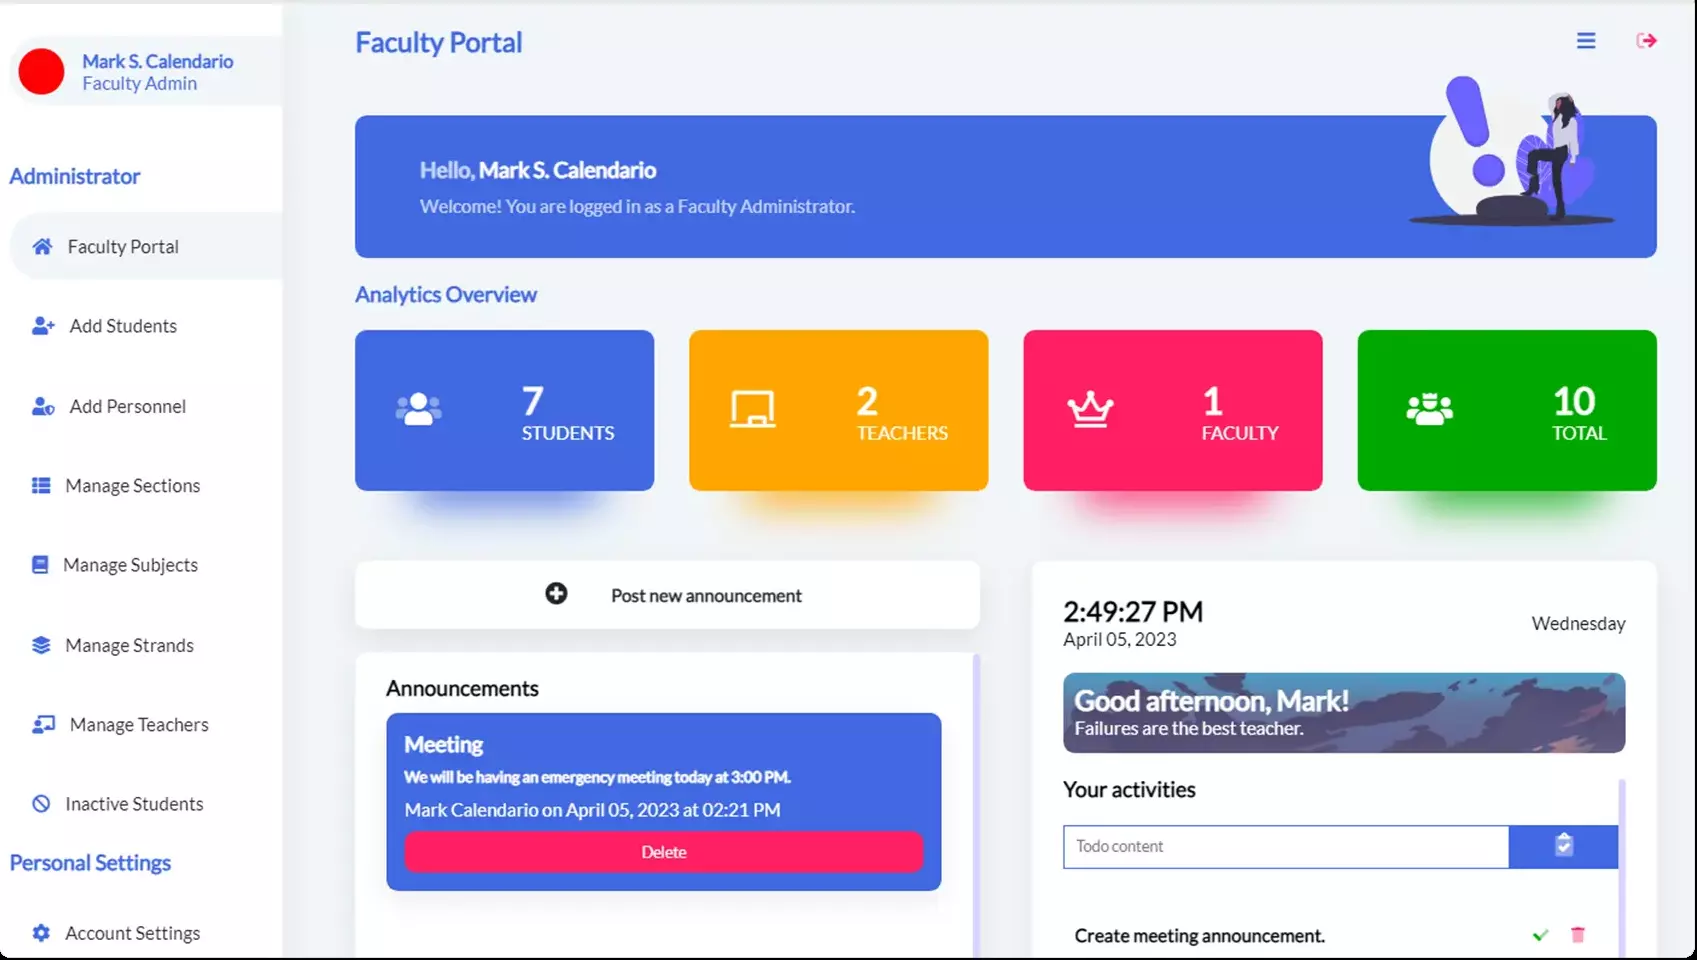 Mark S. Calendario
Faculty Admin
Administrator
Faculty Portal
Add Students
Add Personnel
Manage Sections
Manage Subjects
Manage Strands
Manage Teachers
Inactive Students
Personal Settings
Account Settings
Faculty Portal
Hello, Mark S. Calendario
Welcome! You are logged in as a Faculty Administrator.
Analytics Overview
7
STUDENTS
2
TEACHERS
1
FACULTY
10
TOTAL
Post new announcement
Announcements
Meeting
We will be having an emergency meeting today at 3:00 PM.
Mark Calendario on April 05, 2023 at 02:21 PM
Delete
2:49:27 PM
April 05, 2023
Wednesday
Good afternoon, Mark!
Failures are the best teacher.
Your activities
Todo content
Create meeting announcement.